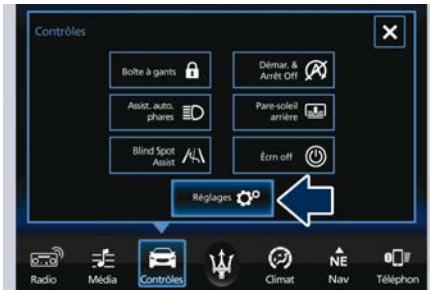 Contrôles
Boîte à gants
Démar. &
Arrêt Off
Assist. auto.
phares
Pare-soleil
arrière
Blind Spot
Assist
Écrn off
Réglages
Radio
Média
Contrôles
Climat
NE
Nav
Téléphon